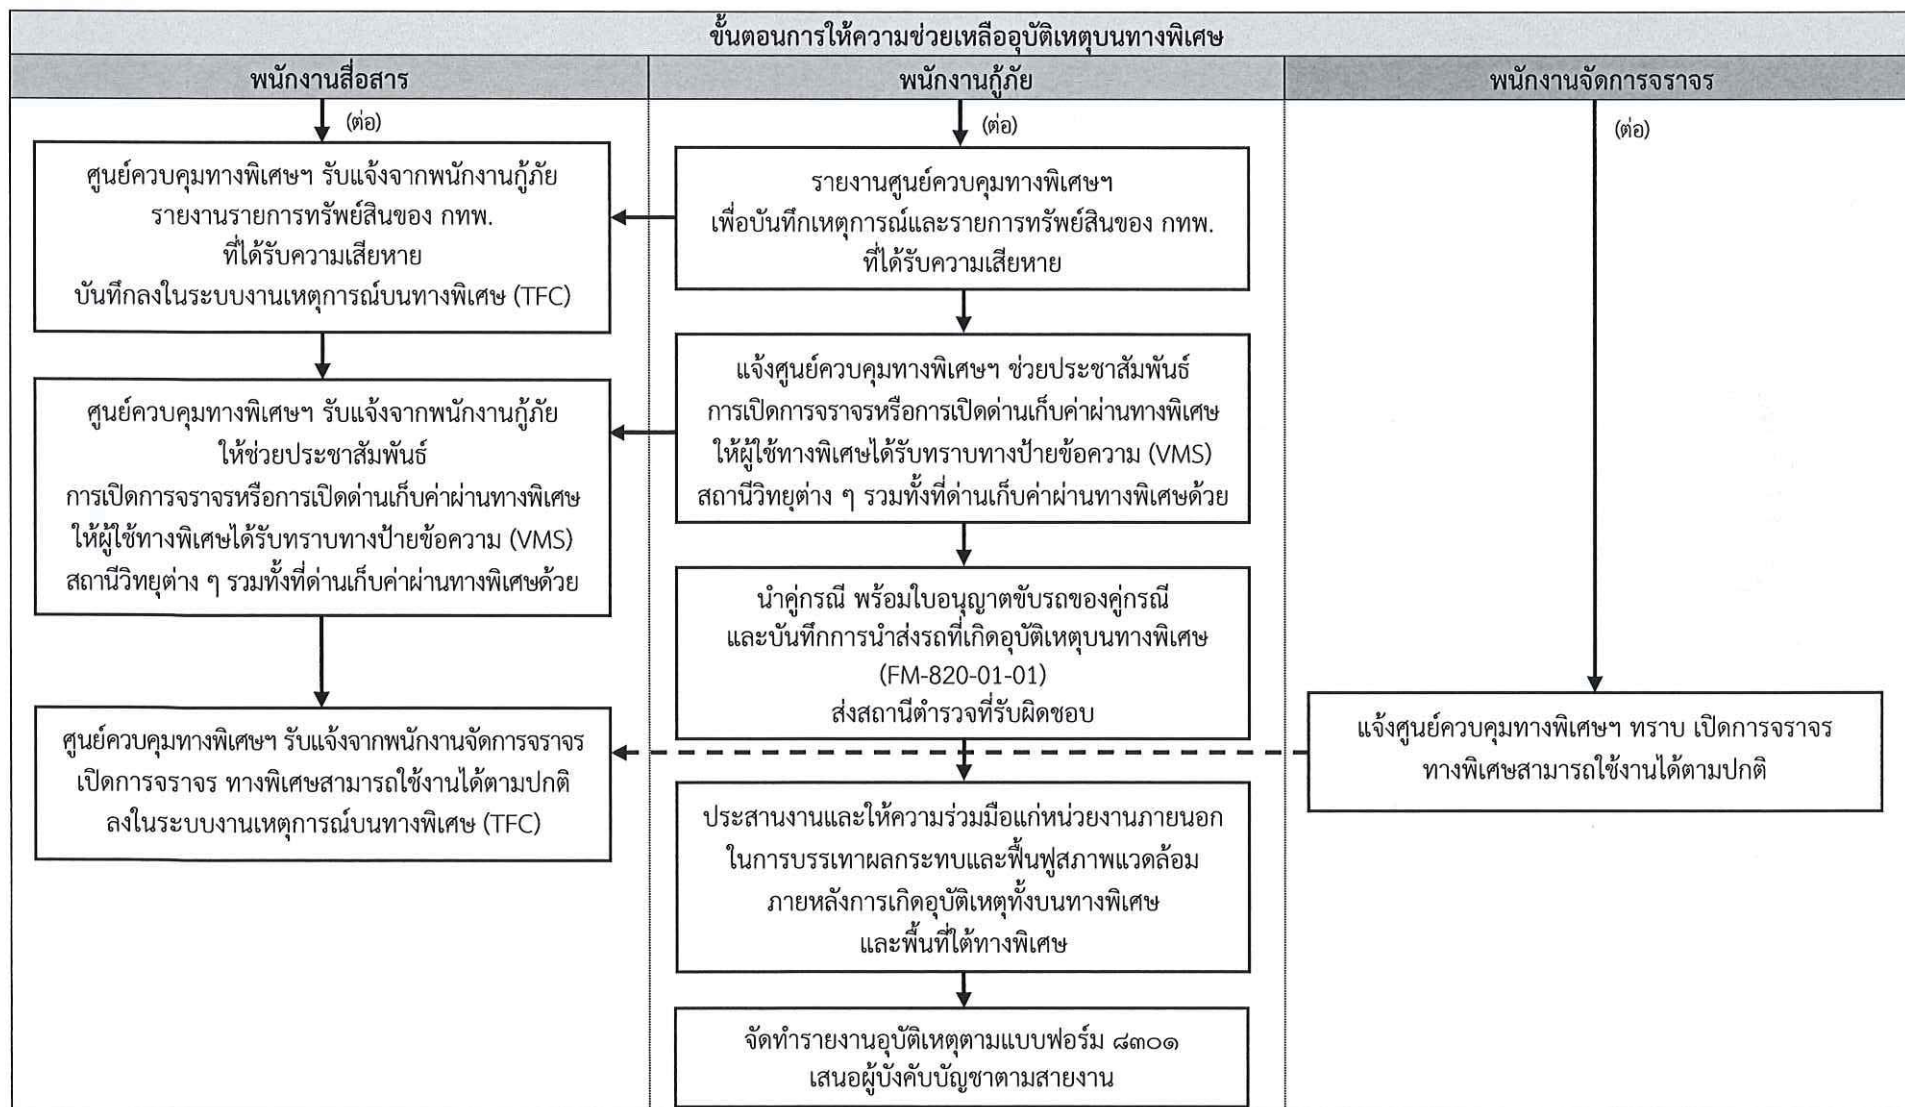 ขั้นตอนการให้ความช่วยเหลืออุบัติเหตุบนทางพิเศษ
พนักงานสื่อสาร
พนักงานกู้ภัย
พนักงานจัดการจราจร
(ต่อ)
(ต่อ)
(ต่อ)
ศูนย์ควบคุมทางพิเศษฯ รับแจ้งจากพนักงานกู้ภัย
รายงานรายการทรัพย์สินของ กทพ.
ที่ได้รับความเสียหาย
บันทึกลงในระบบงานเหตุการณ์บนทางพิเศษ (TFC)
รายงานศูนย์ควบคุมทางพิเศษฯ
เพื่อบันทึกเหตุการณ์และรายการทรัพย์สินของ กทพ.
ที่ได้รับความเสียหาย
ศูนย์ควบคุมทางพิเศษฯ รับแจ้งจากพนักงานกู้ภัย
ให้ช่วยประชาสัมพันธ์
การเปิดการจราจรหรือการเปิดด่านเก็บค่าผ่านทางพิเศษ
ให้ผู้ใช้ทางพิเศษได้รับทราบทางป้ายข้อความ (VMS)
สถานีวิทยุต่าง ๆ รวมทั้งที่ด่านเก็บค่าผ่านทางพิเศษด้วย
แจ้งศูนย์ควบคุมทางพิเศษฯ ช่วยประชาสัมพันธ์
การเปิดการจราจรหรือการเปิดด่านเก็บค่าผ่านทางพิเศษ
ให้ผู้ใช้ทางพิเศษได้รับทราบทางป้ายข้อความ (VMS)
สถานีวิทยุต่าง ๆ รวมทั้งที่ด่านเก็บค่าผ่านทางพิเศษด้วย
นำคู่กรณี พร้อมใบอนุญาตขับรถของคู่กรณี
และบันทึกการนำส่งรถที่เกิดอุบัติเหตุบนทางพิเศษ
(FM-820-01-01)
ส่งสถานีตำรวจที่รับผิดชอบ
ศูนย์ควบคุมทางพิเศษฯ รับแจ้งจากพนักงานจัดการจราจร
เปิดการจราจร ทางพิเศษสามารถใช้งานได้ตามปกติ
ลงในระบบงานเหตุการณ์บนทางพิเศษ (TFC)
แจ้งศูนย์ควบคุมทางพิเศษฯ ทราบ เปิดการจราจร
ทางพิเศษสามารถใช้งานได้ตามปกติ
ประสานงานและให้ความร่วมมือแก่หน่วยงานภายนอก
ในการบรรเทาผลกระทบและฟื้นฟูสภาพแวดล้อม
ภายหลังการเกิดอุบัติเหตุทั้งบนทางพิเศษ
และพื้นที่ใต้ทางพิเศษ
จัดทำรายงานอุบัติเหตุตามแบบฟอร์ม ๘๓๐๑
เสนอผู้บังคับบัญชาตามสายงาน